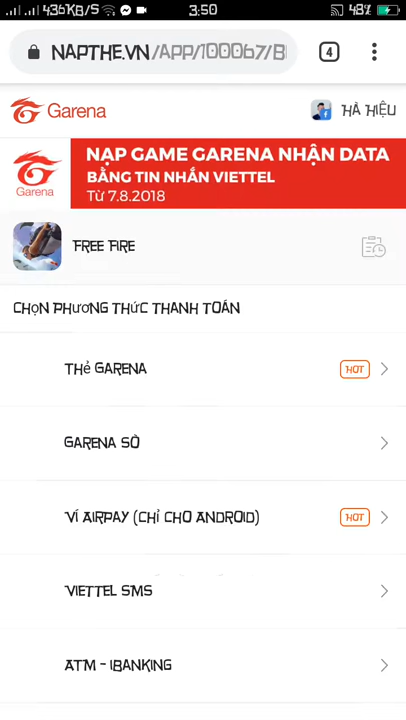 436KB/S 3:50 48%
NAPTHE.VN/APP/100067/B
4
Garena HÀ HIỆU
Garena
NẠP GAME GARENA NHẬN DATA
BẰNG TIN NHẮN VIETTEL
Từ 7.8.2018
FREE FIRE
CHỌN PHƯƠNG THỨC THANH TOÁN
THẺ GARENA HOT
GARENA SÒ
VÍ AIRPAY (CHỈ CHO ANDROID) HOT
VIETTEL SMS
ATM - IBANKING